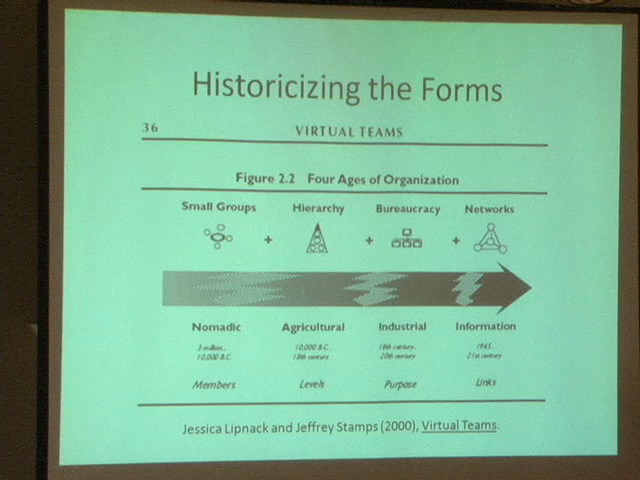 Historicizing the Forms
36 VIRTUAL TEAMS
Figure 2.2 Four Ages of Organization
Small Groups Hierarchy Bureaucracy Networks
+ + +
Nomadic Agricultural Industrial Information
3 million.. 10,000 B.C. 18th century.. 1945
10,000 B.C. 18th century 20th century 21st century
Members Levels Purpose Links
Jessica Lipnack and Jeffrey Stamps (2000), Virtual Teams.